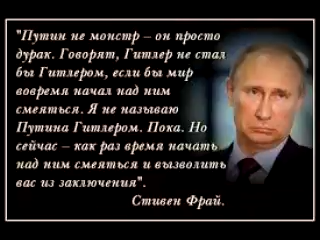 "Путин не монстр – он просто
дурак. Говорят, Гитлер не стал
бы Гитлером, если бы мир
вовремя начал над ним
смеяться. Я не называю
Путина Гитлером. Пока. Но
сейчас – как раз время начать
над ним смеяться и вызволить
вас из заключения".
Стивен Фрай.